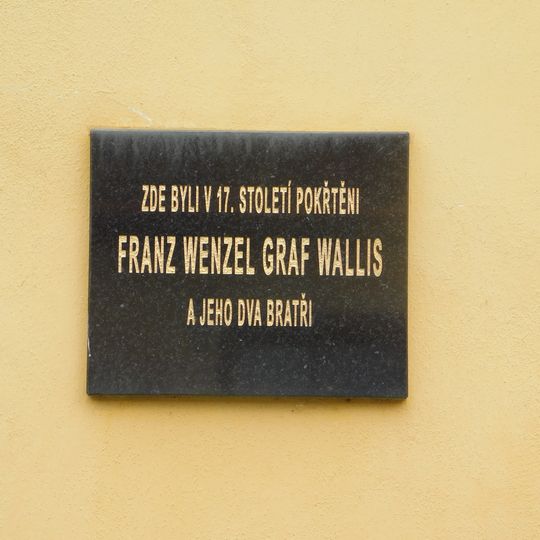 ZDE BYLI V 17. STOLETÍ POKŘTĚNI
FRANZ WENZEL GRAF WALLIS
A JEHO DVA BRATŘI